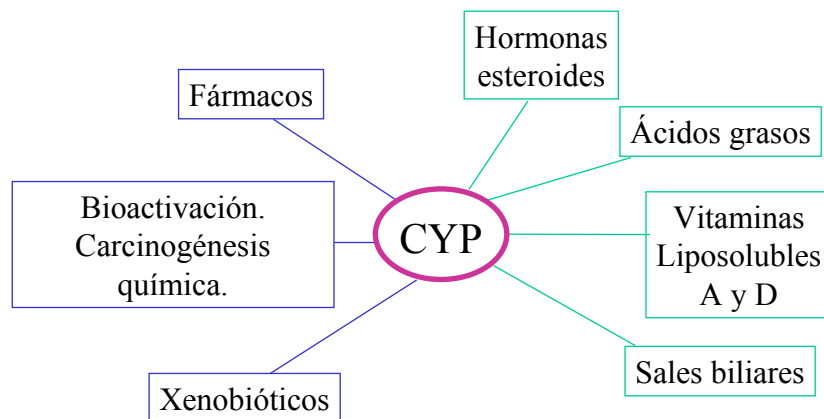 Hormonas
esteroides
Fármacos
Ácidos grasos
Bioactivación.
Carcinogénesis
química.
CYP
Vitaminas
Liposolubles
A y D
Sales biliares
Xenobióticos